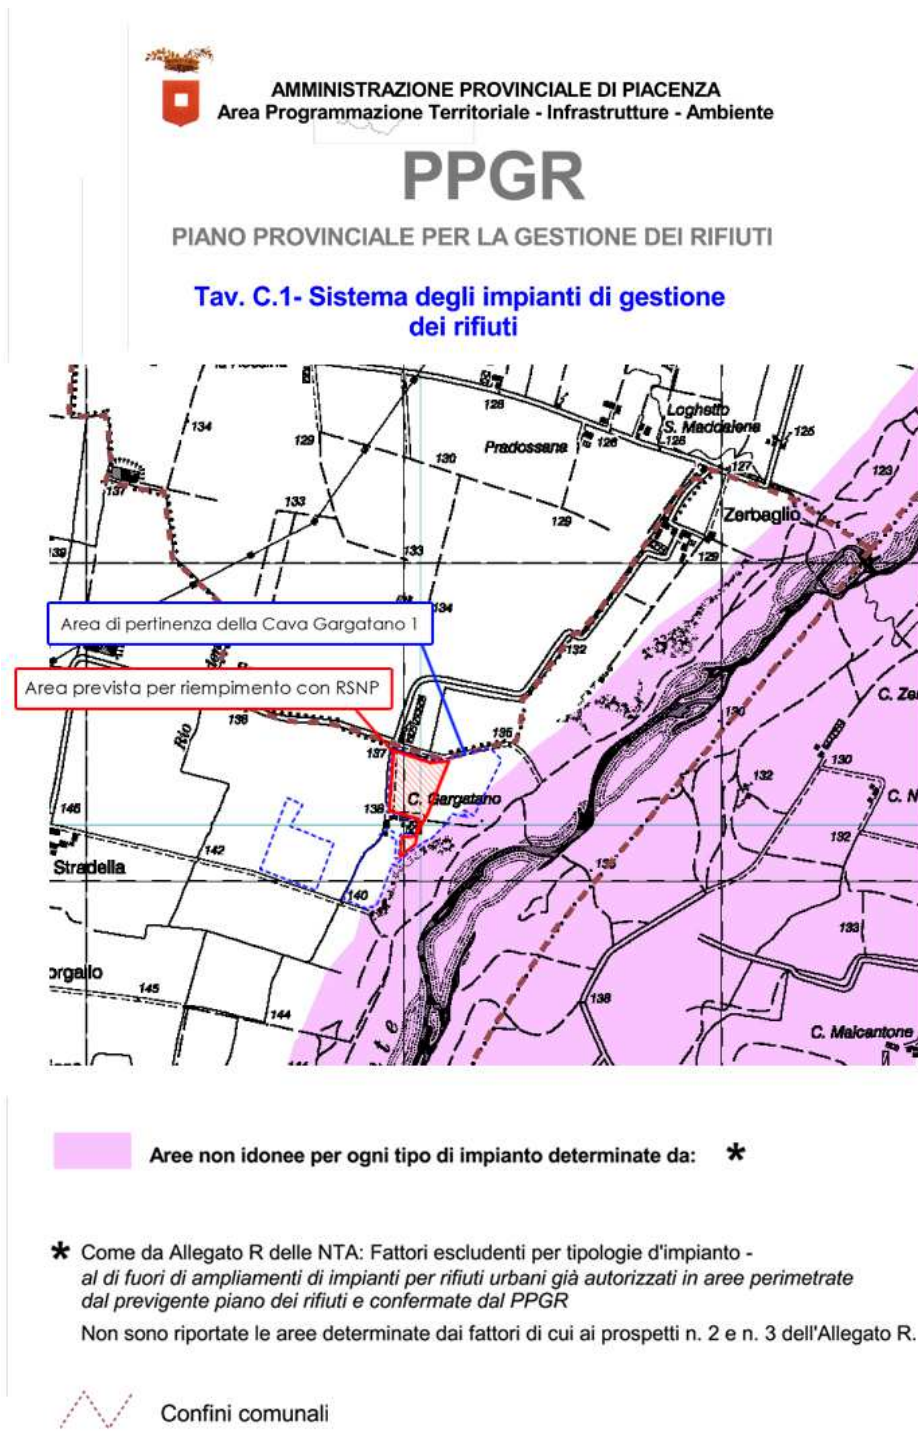 AMMINISTRAZIONE PROVINCIALE DI PIACENZA
Area Programmazione Territoriale - Infrastrutture - Ambiente
PPGR
PIANO PROVINCIALE PER LA GESTIONE DEI RIFIUTI
Tav. C.1- Sistema degli impianti di gestione
dei rifiuti
134
129
128
Loghetto
S. Maddalena
Pradossana
126
126
125
130
127
123
137
133
129
Zerbaglio
129
139
133
134
Area di pertinenza della Cava Gargatano 1
132
Area prevista per riempimento con RSNP
C. Ze
136
Rio
137
135
130
130
138
C. Gargatano
132
C. N
146
142
132
Stradella
135
140
133
orgallo
145
144
138
C. Malcantone
Aree non idonee per ogni tipo di impianto determinate da: *
* Come da Allegato R delle NTA: Fattori escludenti per tipologie d'impianto -
al di fuori di ampliamenti di impianti per rifiuti urbani già autorizzati in aree perimetrate
dal previgente piano dei rifiuti e confermate dal PPGR
Non sono riportate le aree determinate dai fattori di cui ai prospetti n. 2 e n. 3 dell'Allegato R.
Confini comunali